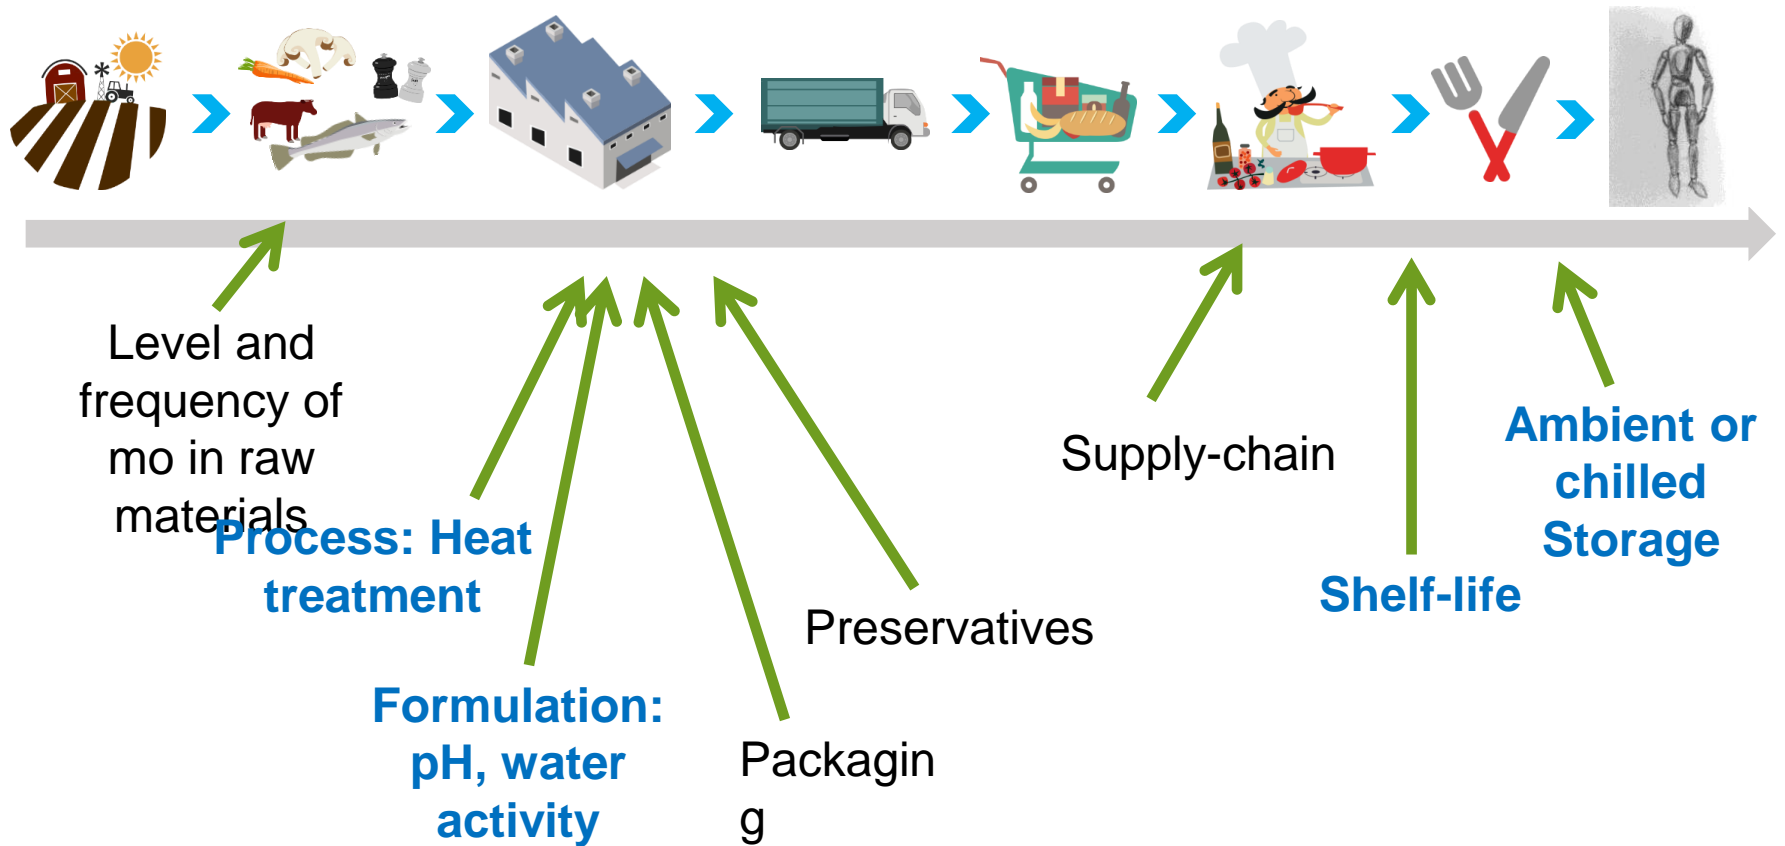 Level and
frequency of
mo in raw
materials
Process: Heat
treatment
Formulation:
pH, water
activity
Packagin
g
Preservatives
Supply-chain
Shelf-life
Ambient or
chilled
Storage